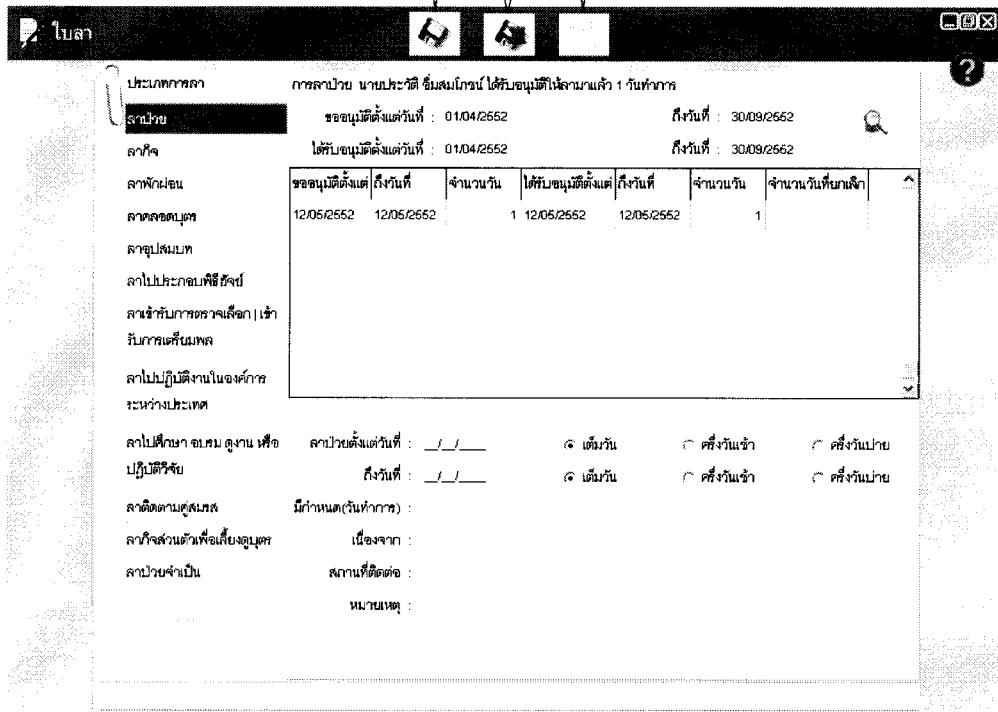 ใบลา
?
ประเภทการลา
ลาป่วย
ลากิจ
ลาพักผ่อน
ลาคลอดบุตร
ลาอุปสมบท
ลาไปประกอบพิธีฮัจย์
ลาเข้ารับการตรวจเลือก | เข้า
รับการเตรียมพล
ลาไปปฏิบัติงานในองค์การ
ระหว่างประเทศ
ลาไปศึกษา อบรม ดูงาน หรือ
ปฏิบัติวิจัย
ลาติดตามคู่สมรส
ลากิจส่วนตัวเพื่อเลี้ยงดูบุตร
ลาป่วยจำเป็น
การลาป่วย นายประวัติ ยิ้มสมโภชน์ ได้รับอนุมัติให้ลามาแล้ว 1 วันทำการ
ขออนุมัติตั้งแต่วันที่ : 01/04/2552 ถึงวันที่ : 30/09/2552
ได้รับอนุมัติตั้งแต่วันที่ : 01/04/2552 ถึงวันที่ : 30/09/2552
ขออนุมัติตั้งแต่ ถึงวันที่ จำนวนวัน ได้รับอนุมัติตั้งแต่ ถึงวันที่ จำนวนวัน จำนวนวันที่ยกเลิก
12/05/2552 12/05/2552 1 12/05/2552 12/05/2552 1
ลาป่วยตั้งแต่วันที่ : __/__/____ เต็มวัน ครึ่งวันเช้า ครึ่งวันบ่าย
ถึงวันที่ : __/__/____ เต็มวัน ครึ่งวันเช้า ครึ่งวันบ่าย
มีกำหนด(วันทำการ) :
เนื่องจาก :
สถานที่ติดต่อ :
หมายเหตุ :